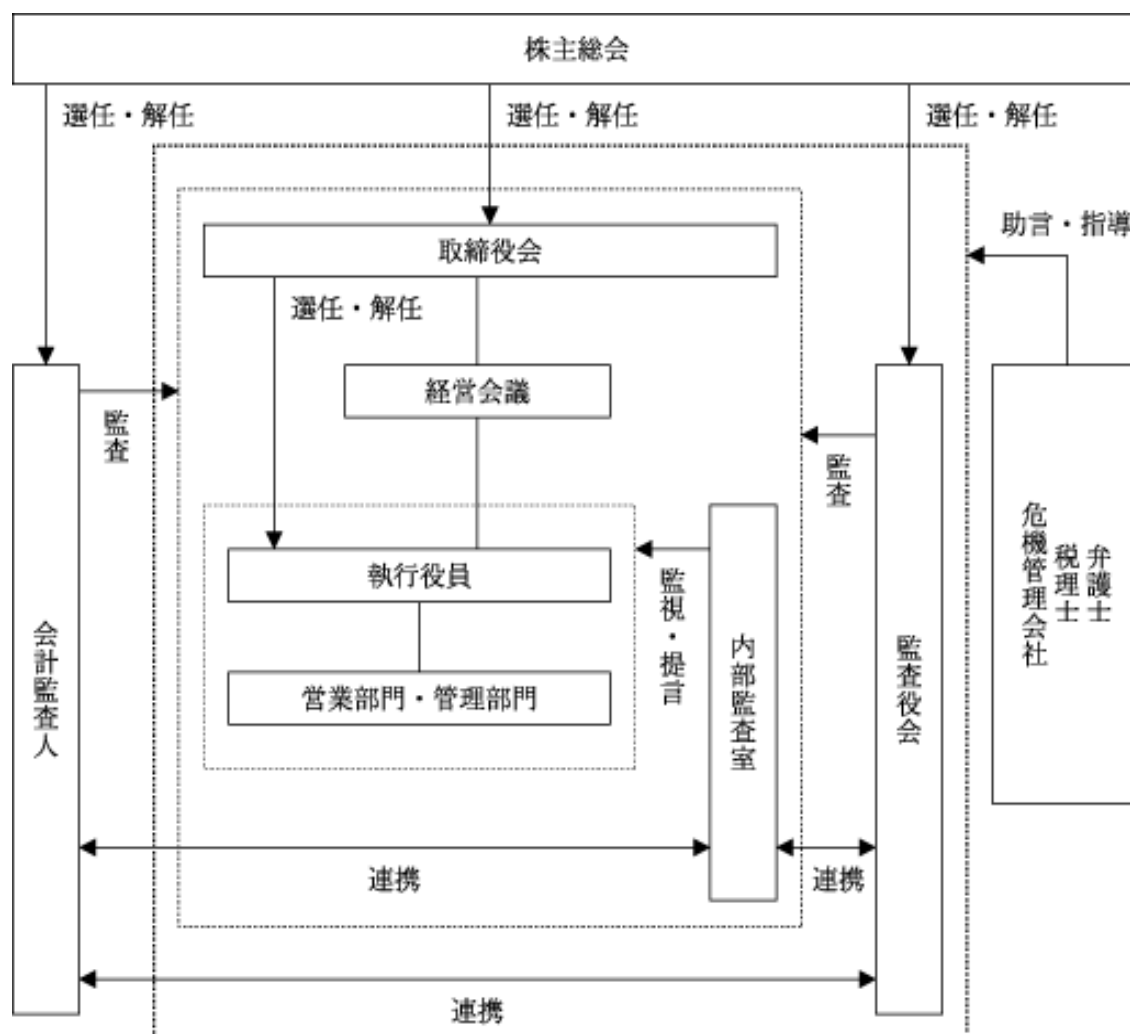 株主総会
選任・解任
選任・解任
選任・解任
助言・指導
取締役会
選任・解任
経営会議
監査
監査
執行役員
監視・提言
営業部門・管理部門
会計監査人
内部監査室
監査役会
弁護士
税理士
危機管理会社
連携
連携
連携